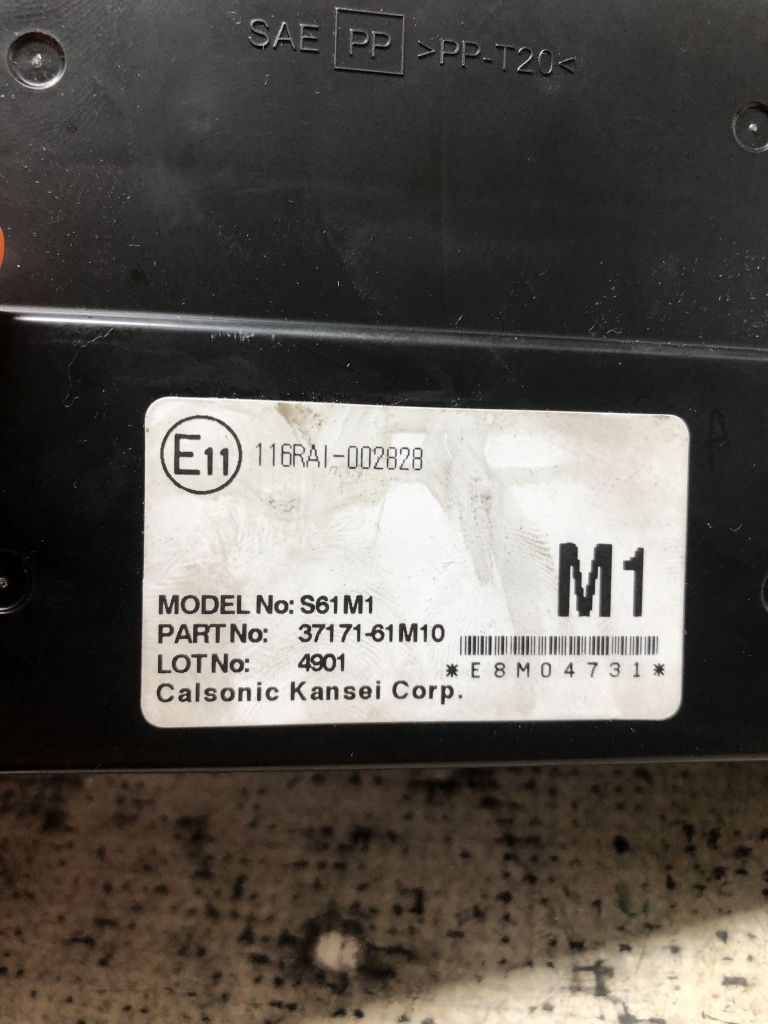 SAE PP >PP-T20<
E11 116RAI-002828
M1
MODEL No: S61M1
PART No: 37171-61M10
LOT No: 4901
*E8M04731*
Calsonic Kansei Corp.